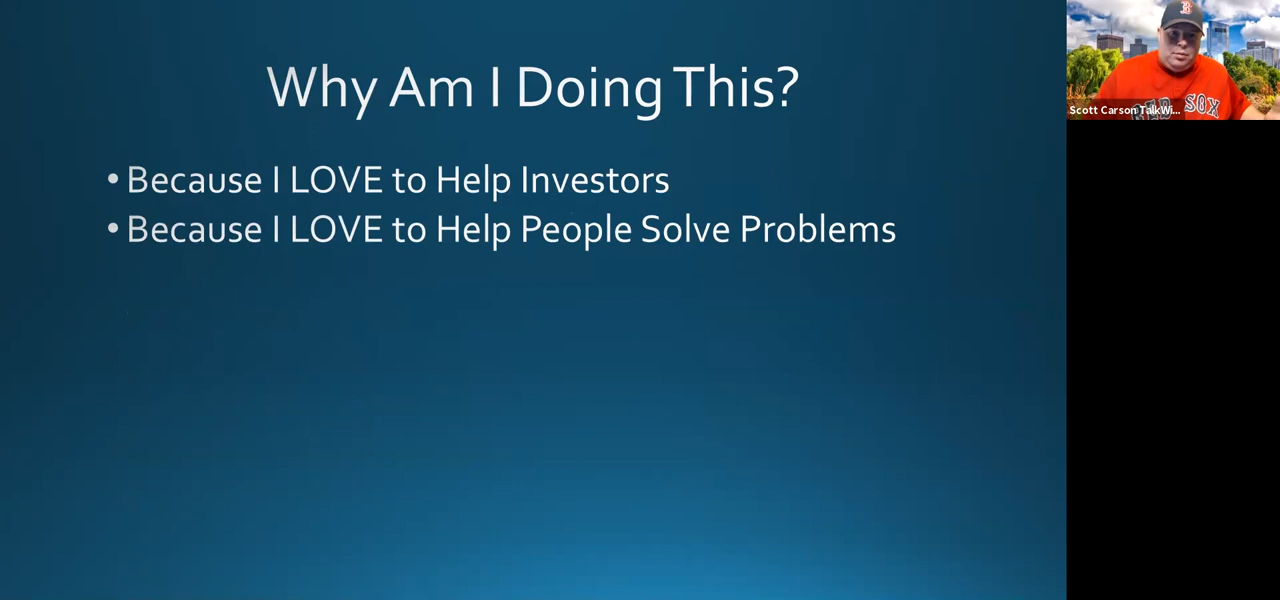 Why Am I Doing This?
• Because I LOVE to Help Investors
• Because I LOVE to Help People Solve Problems
B
Scott Carson TalkWi...
RED SOX